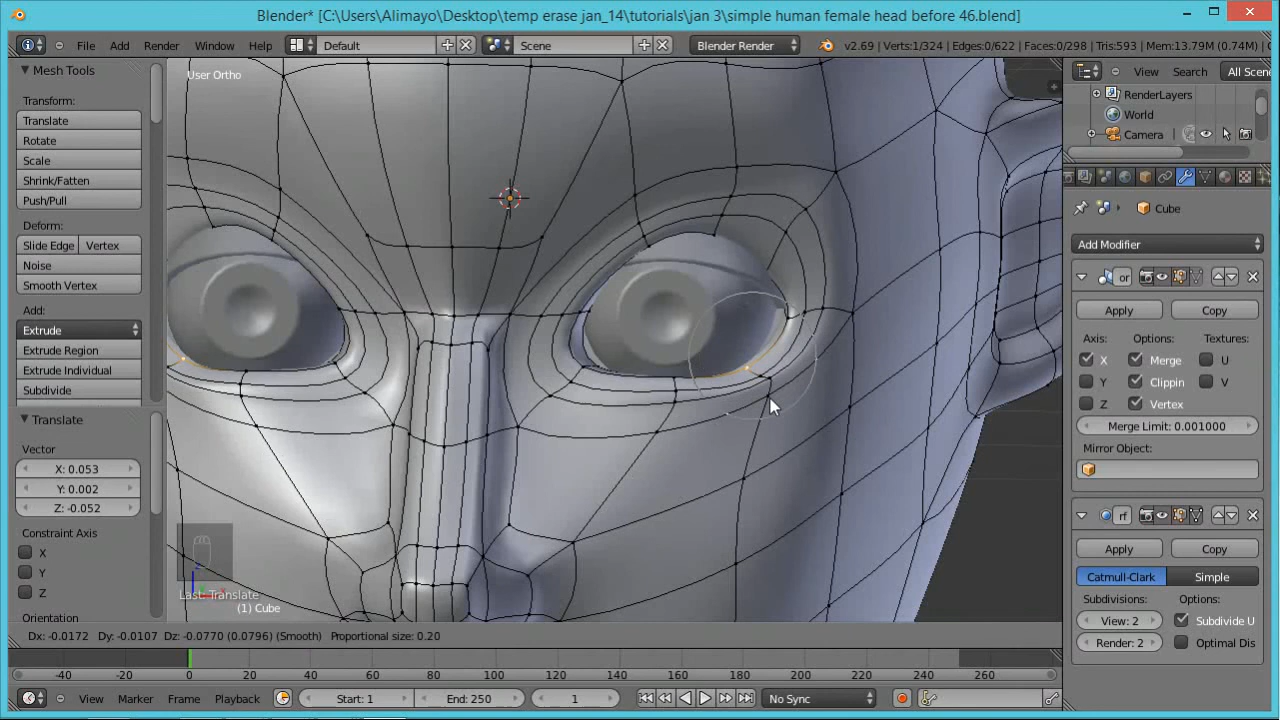 Blender* [C:\Users\Alimayo\Desktop\temp erase jan_14\tutorials\jan 3\simple human female head before 46.blend]
File Add Render Window Help Default Scene Blender Render v2.69 | Verts:1/324 | Edges:0/622 | Faces:0/298 | Tris:593 | Mem:13.79M (0.74M)
Mesh Tools
Transform:
Translate
Rotate
Scale
Shrink/Fatten
Push/Pull
Deform:
Slide Edge Vertex
Noise
Smooth Vertex
Add:
Extrude
Extrude Region
Extrude Individual
Subdivide
Translate
Vector
X: 0.053
Y: 0.002
Z: -0.052
Constraint Axis
X
Y
Z
Orientation
User Ortho
Last: Translate
(1) Cube
Dx: -0.0172 Dy: -0.0107 Dz: -0.0770 (0.0796) (Smooth) Proportional size: 0.20
View Search All Scene
RenderLayers
World
Camera
Cube
Add Modifier
or
Apply Copy
Axis: Options: Textures:
X Merge U
Y Clippin V
Z Vertex
Merge Limit: 0.001000
Mirror Object:
rf
Apply Copy
Catmull-Clark Simple
Subdivisions: Options:
View: 2 Subdivide U
Render: 2 Optimal Dis
-40 -20 0 20 40 60 80 100 120 140 160 180 200 220 240 260
View Marker Frame Playback Start: 1 End: 250 1 No Sync